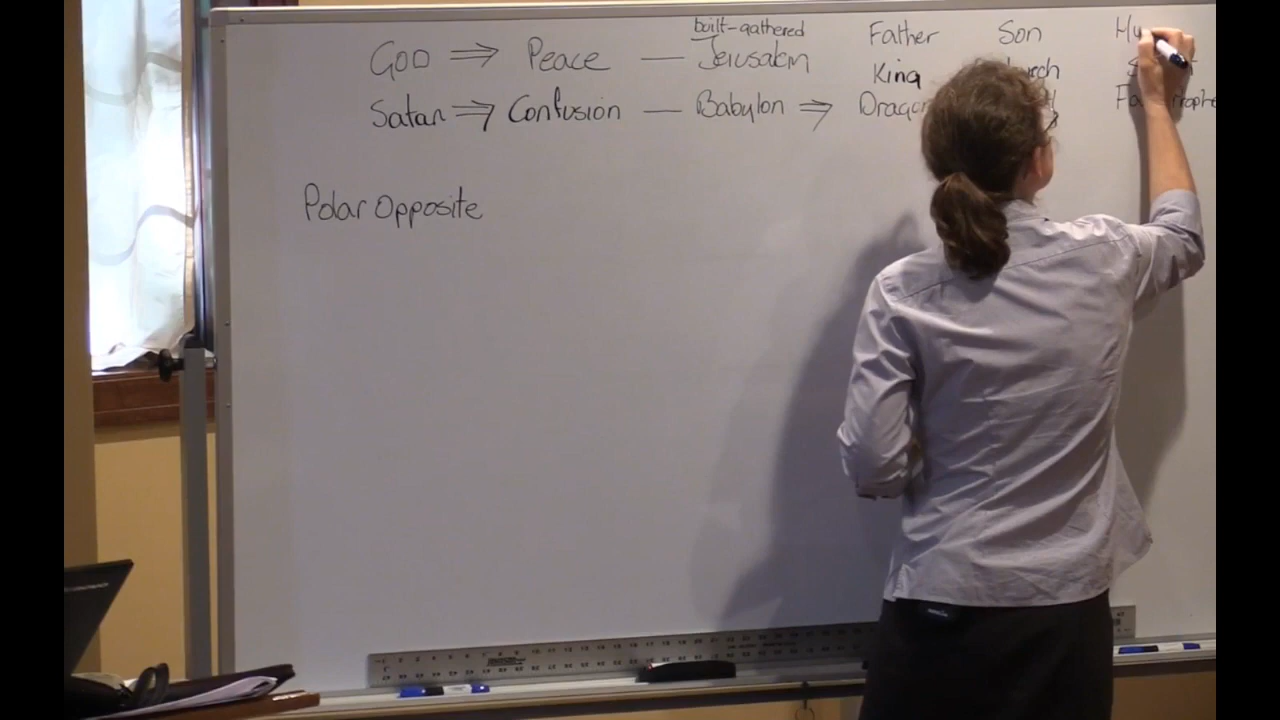 built-gathered
GOD ⇒ Peace — Jerusalem Father Son
King
Satan ⇒ Confusion — Babylon ⇒
Polar Opposite